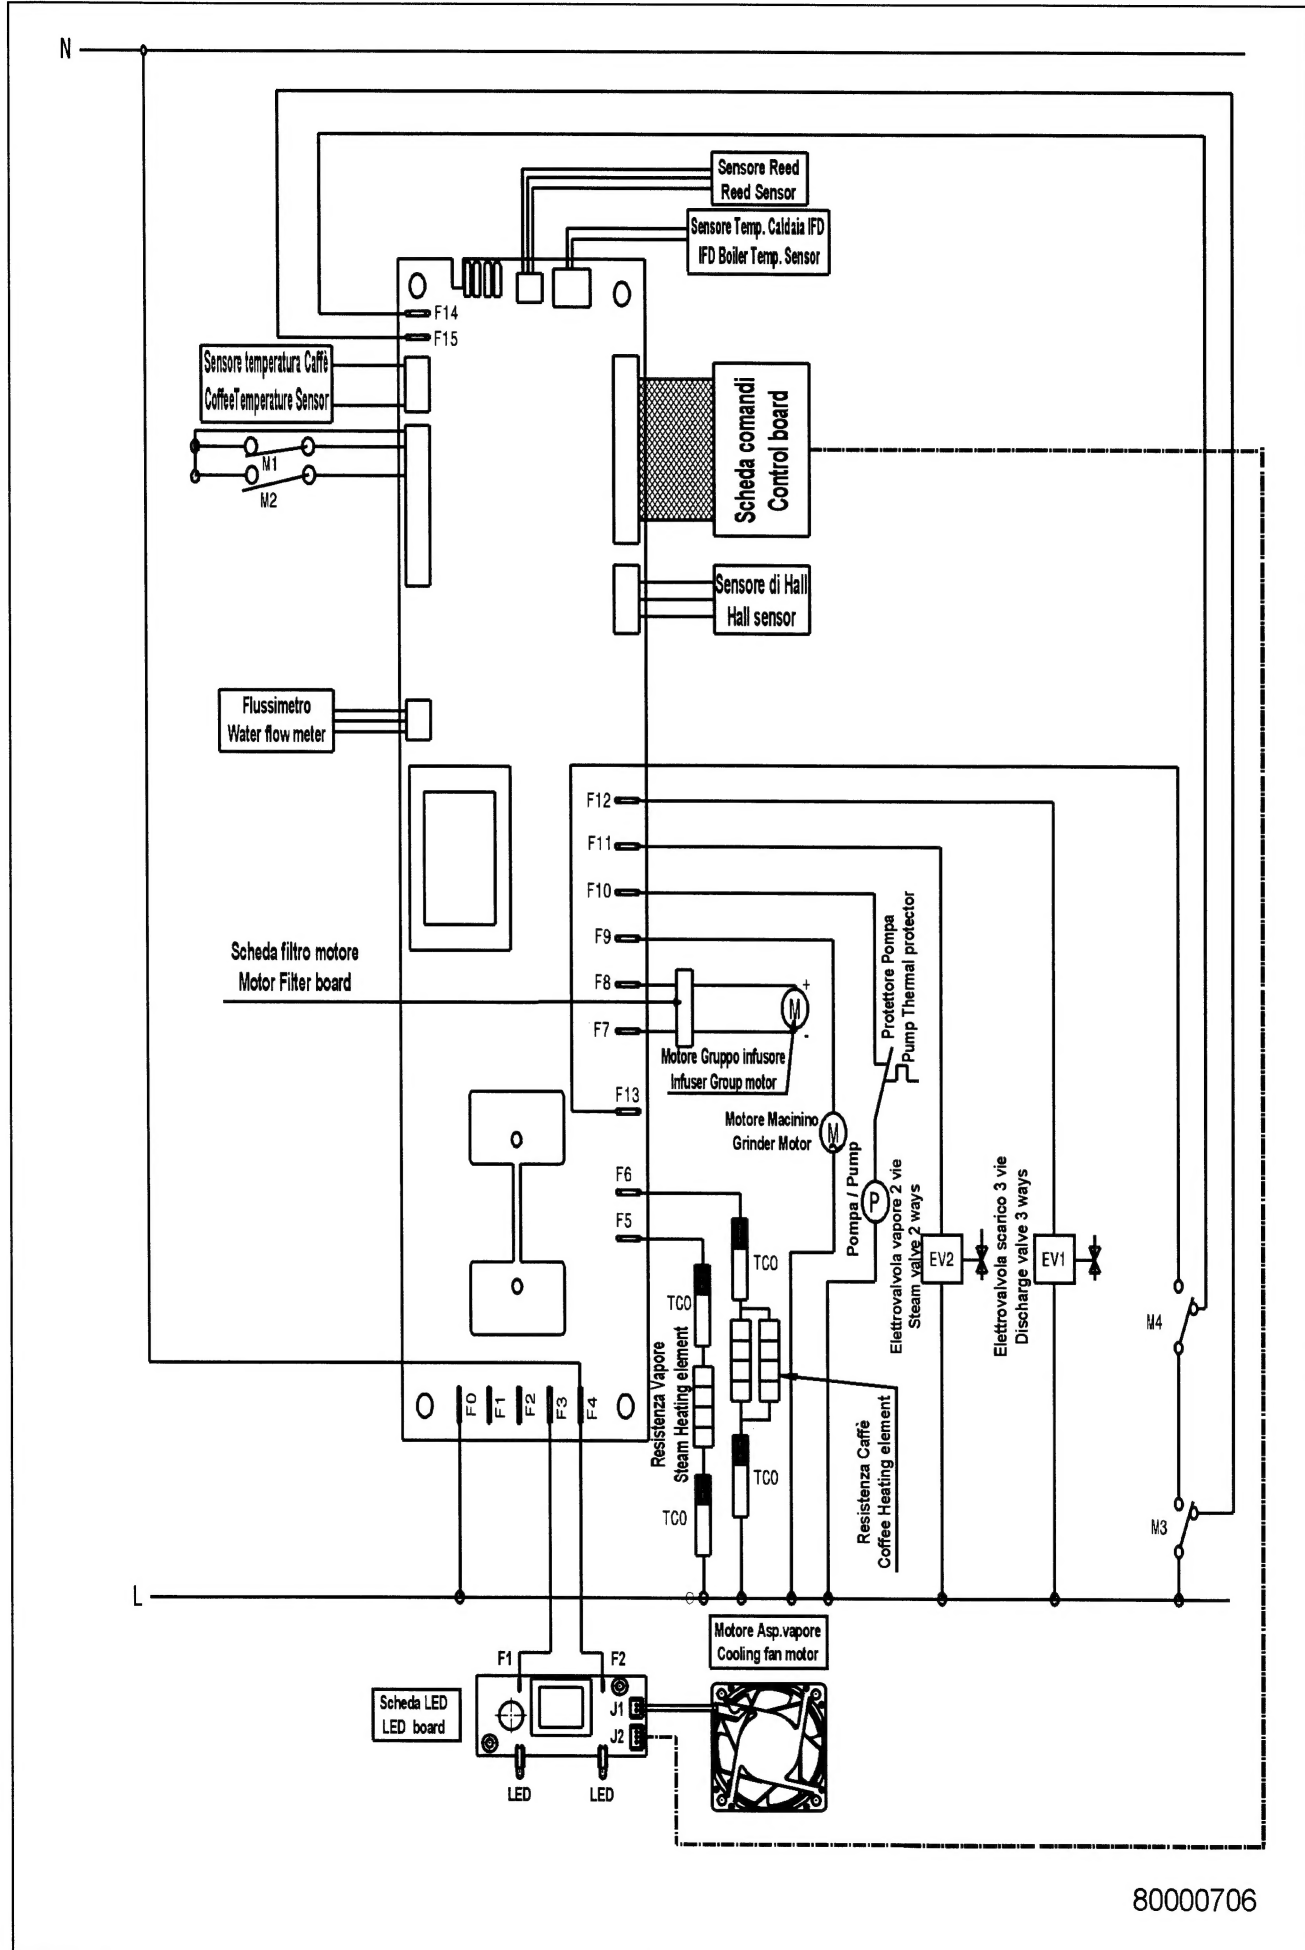 N
Sensore Reed
Reed Sensor
Sensore Temp. Caldaia IFD
IFD Boiler Temp. Sensor
F14
F15
Sensore temperatura Caffè
CoffeeTemperature Sensor
M1
M2
Scheda comandi
Control board
Sensore di Hall
Hall sensor
Flussimetro
Water flow meter
F12
F11
F10
F9
F8
F7
Scheda filtro motore
Motor Filter board
M
+
-
Motore Gruppo infusore
Infuser Group motor
Protettore Pompa
Pump Thermal protector
F13
Motore Macinino
Grinder Motor
M
Pompa / Pump
P
F6
F5
TCO
TCO
Elettrovalvola vapore 2 vie
Steam valve 2 ways
EV2
Elettrovalvola scarico 3 vie
Discharge valve 3 ways
EV1
M4
Resistenza Vapore
Steam Heating element
F0
F1
F2
F3
F4
TCO
TCO
Resistenza Caffè
Coffee Heating element
M3
L
Motore Asp.vapore
Cooling fan motor
F1
F2
Scheda LED
LED board
J1
J2
LED
LED
80000706